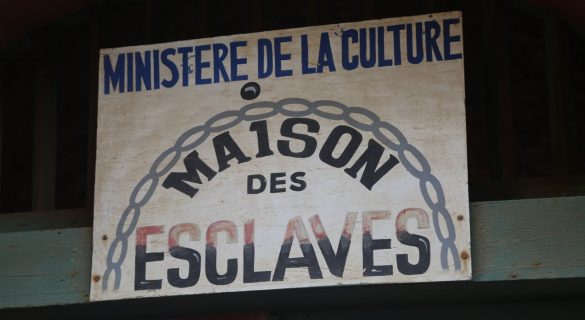 MINISTERE DE LA CULTURE
MAISON
DES
ESCLAVES